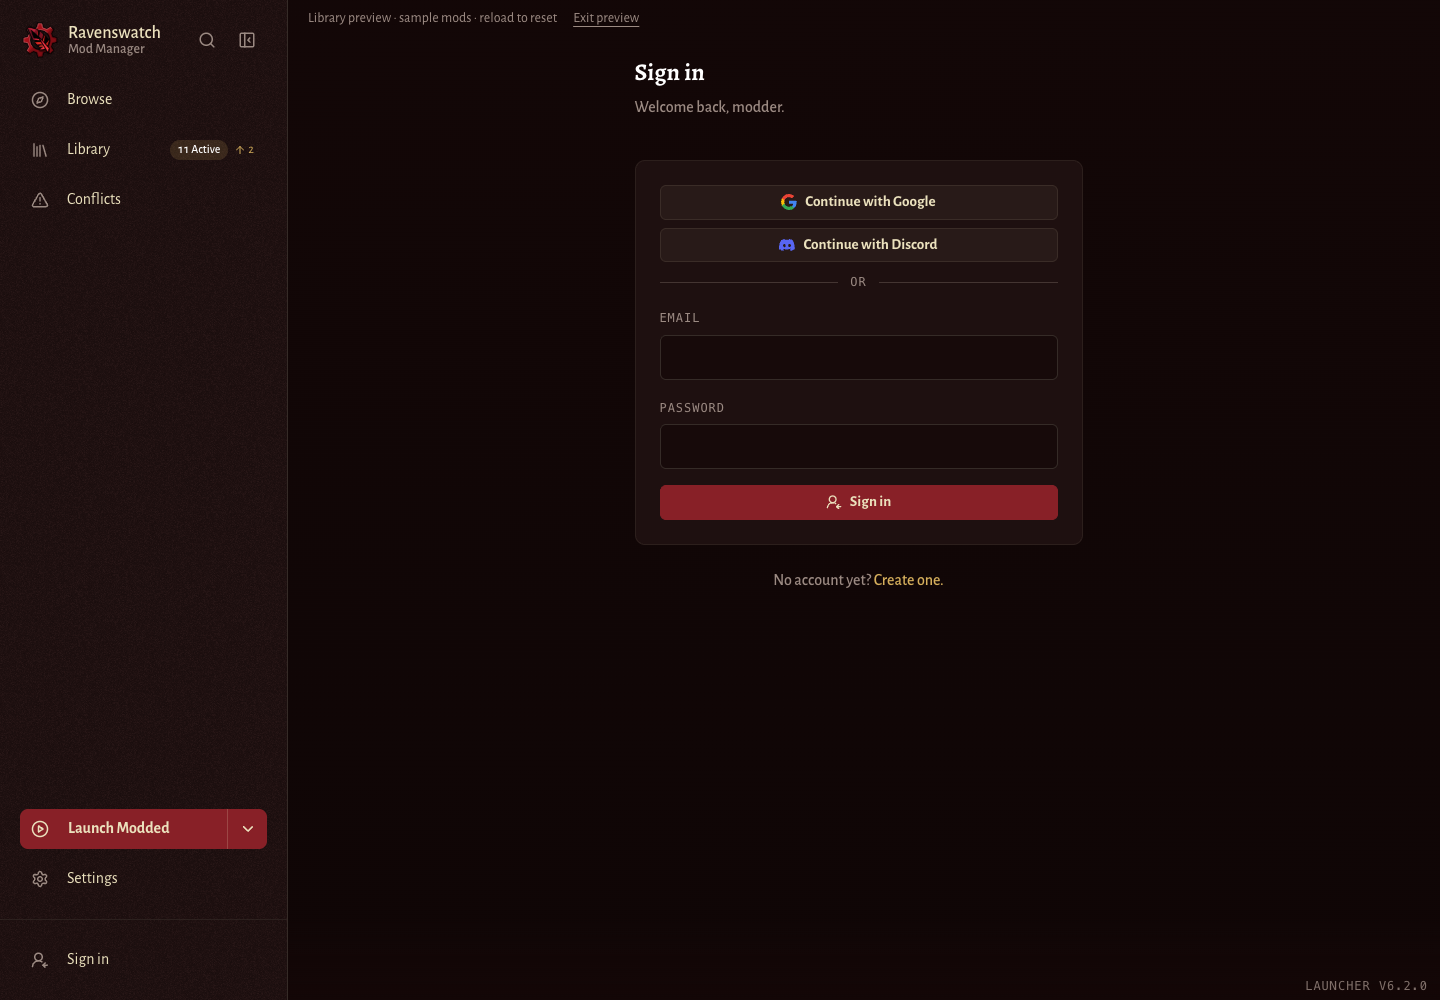 Ravenswatch
Mod Manager
Browse
Library
11 Active
2
Conflicts
Launch Modded
Settings
Sign in
Library preview · sample mods · reload to reset
Exit preview
Sign in
Welcome back, modder.
Continue with Google
Continue with Discord
OR
EMAIL
PASSWORD
Sign in
No account yet? Create one.
LAUNCHER V6.2.0